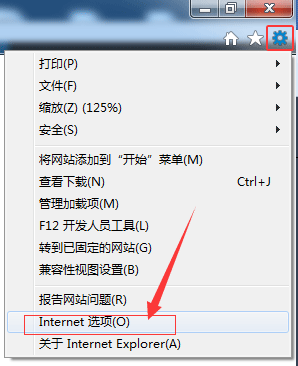 打印(P)
文件(F)
缩放(Z) (125%)
安全(S)
将网站添加到“开始”菜单(M)
查看下载(N) Ctrl+J
管理加载项(M)
F12 开发人员工具(L)
转到已固定的网站(G)
兼容性视图设置(B)
报告网站问题(R)
Internet 选项(O)
关于 Internet Explorer(A)